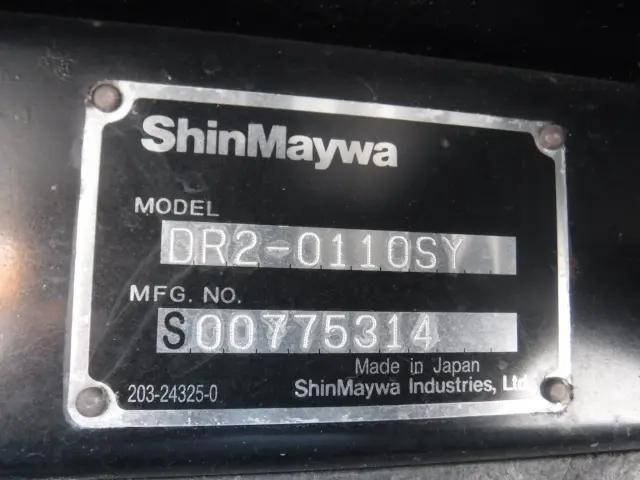 ShinMaywa
MODEL
DR2-0110SY
MFG. NO.
S00775314
Made in Japan
203-24325-0
ShinMaywa Industries, Ltd